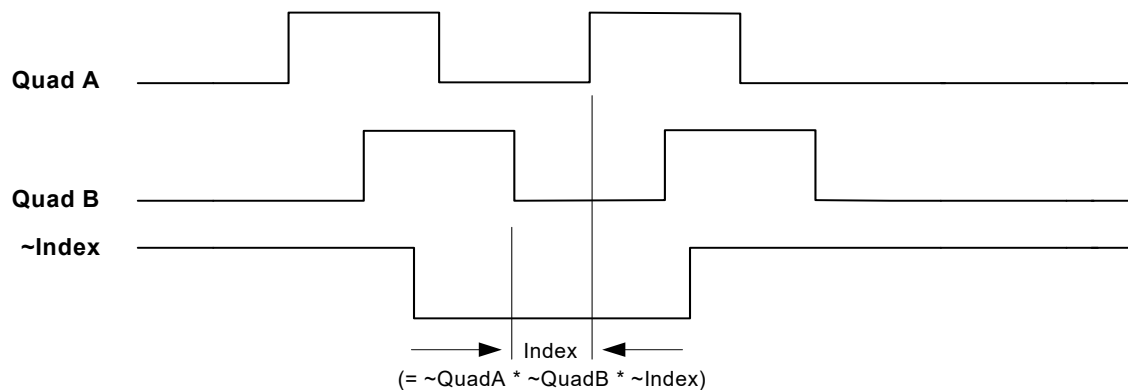 Quad A
Quad B
~Index
Index
(= ~QuadA * ~QuadB * ~Index)